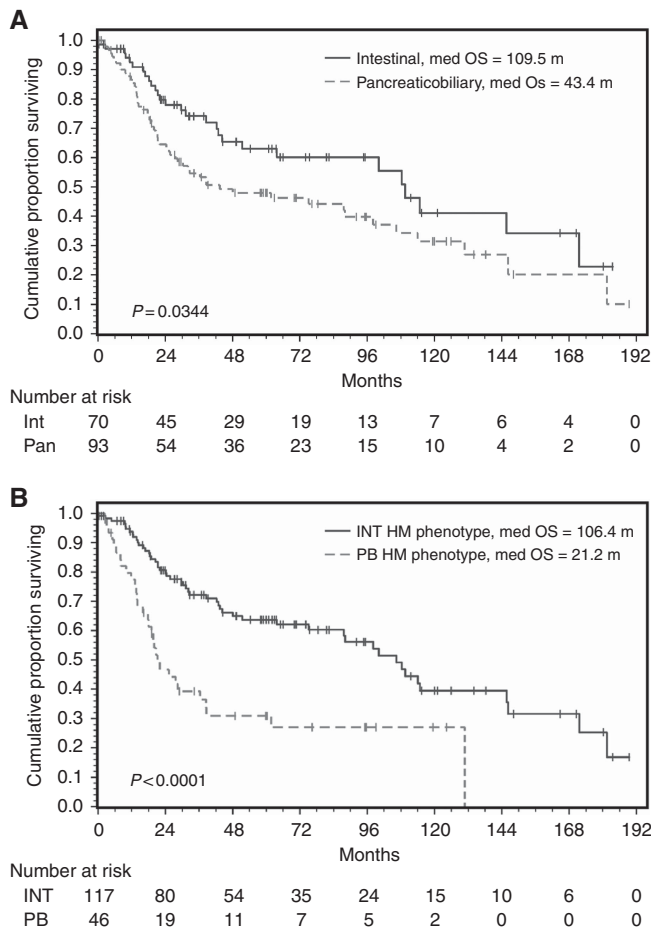 A
1.0
0.9
0.8
0.7
0.6
0.5
0.4
0.3
0.2
0.1
0.0
Cumulative proportion surviving
Intestinal, med OS = 109.5 m
Pancreaticobiliary, med Os = 43.4 m
P=0.0344
0 24 48 72 96 120 144 168 192
Months
Number at risk
Int 70 45 29 19 13 7 6 4 0
Pan 93 54 36 23 15 10 4 2 0
B
1.0
0.9
0.8
0.7
0.6
0.5
0.4
0.3
0.2
0.1
0.0
Cumulative proportion surviving
INT HM phenotype, med OS = 106.4 m
PB HM phenotype, med OS = 21.2 m
P<0.0001
0 24 48 72 96 120 144 168 192
Months
Number at risk
INT 117 80 54 35 24 15 10 6 0
PB 46 19 11 7 5 2 0 0 0